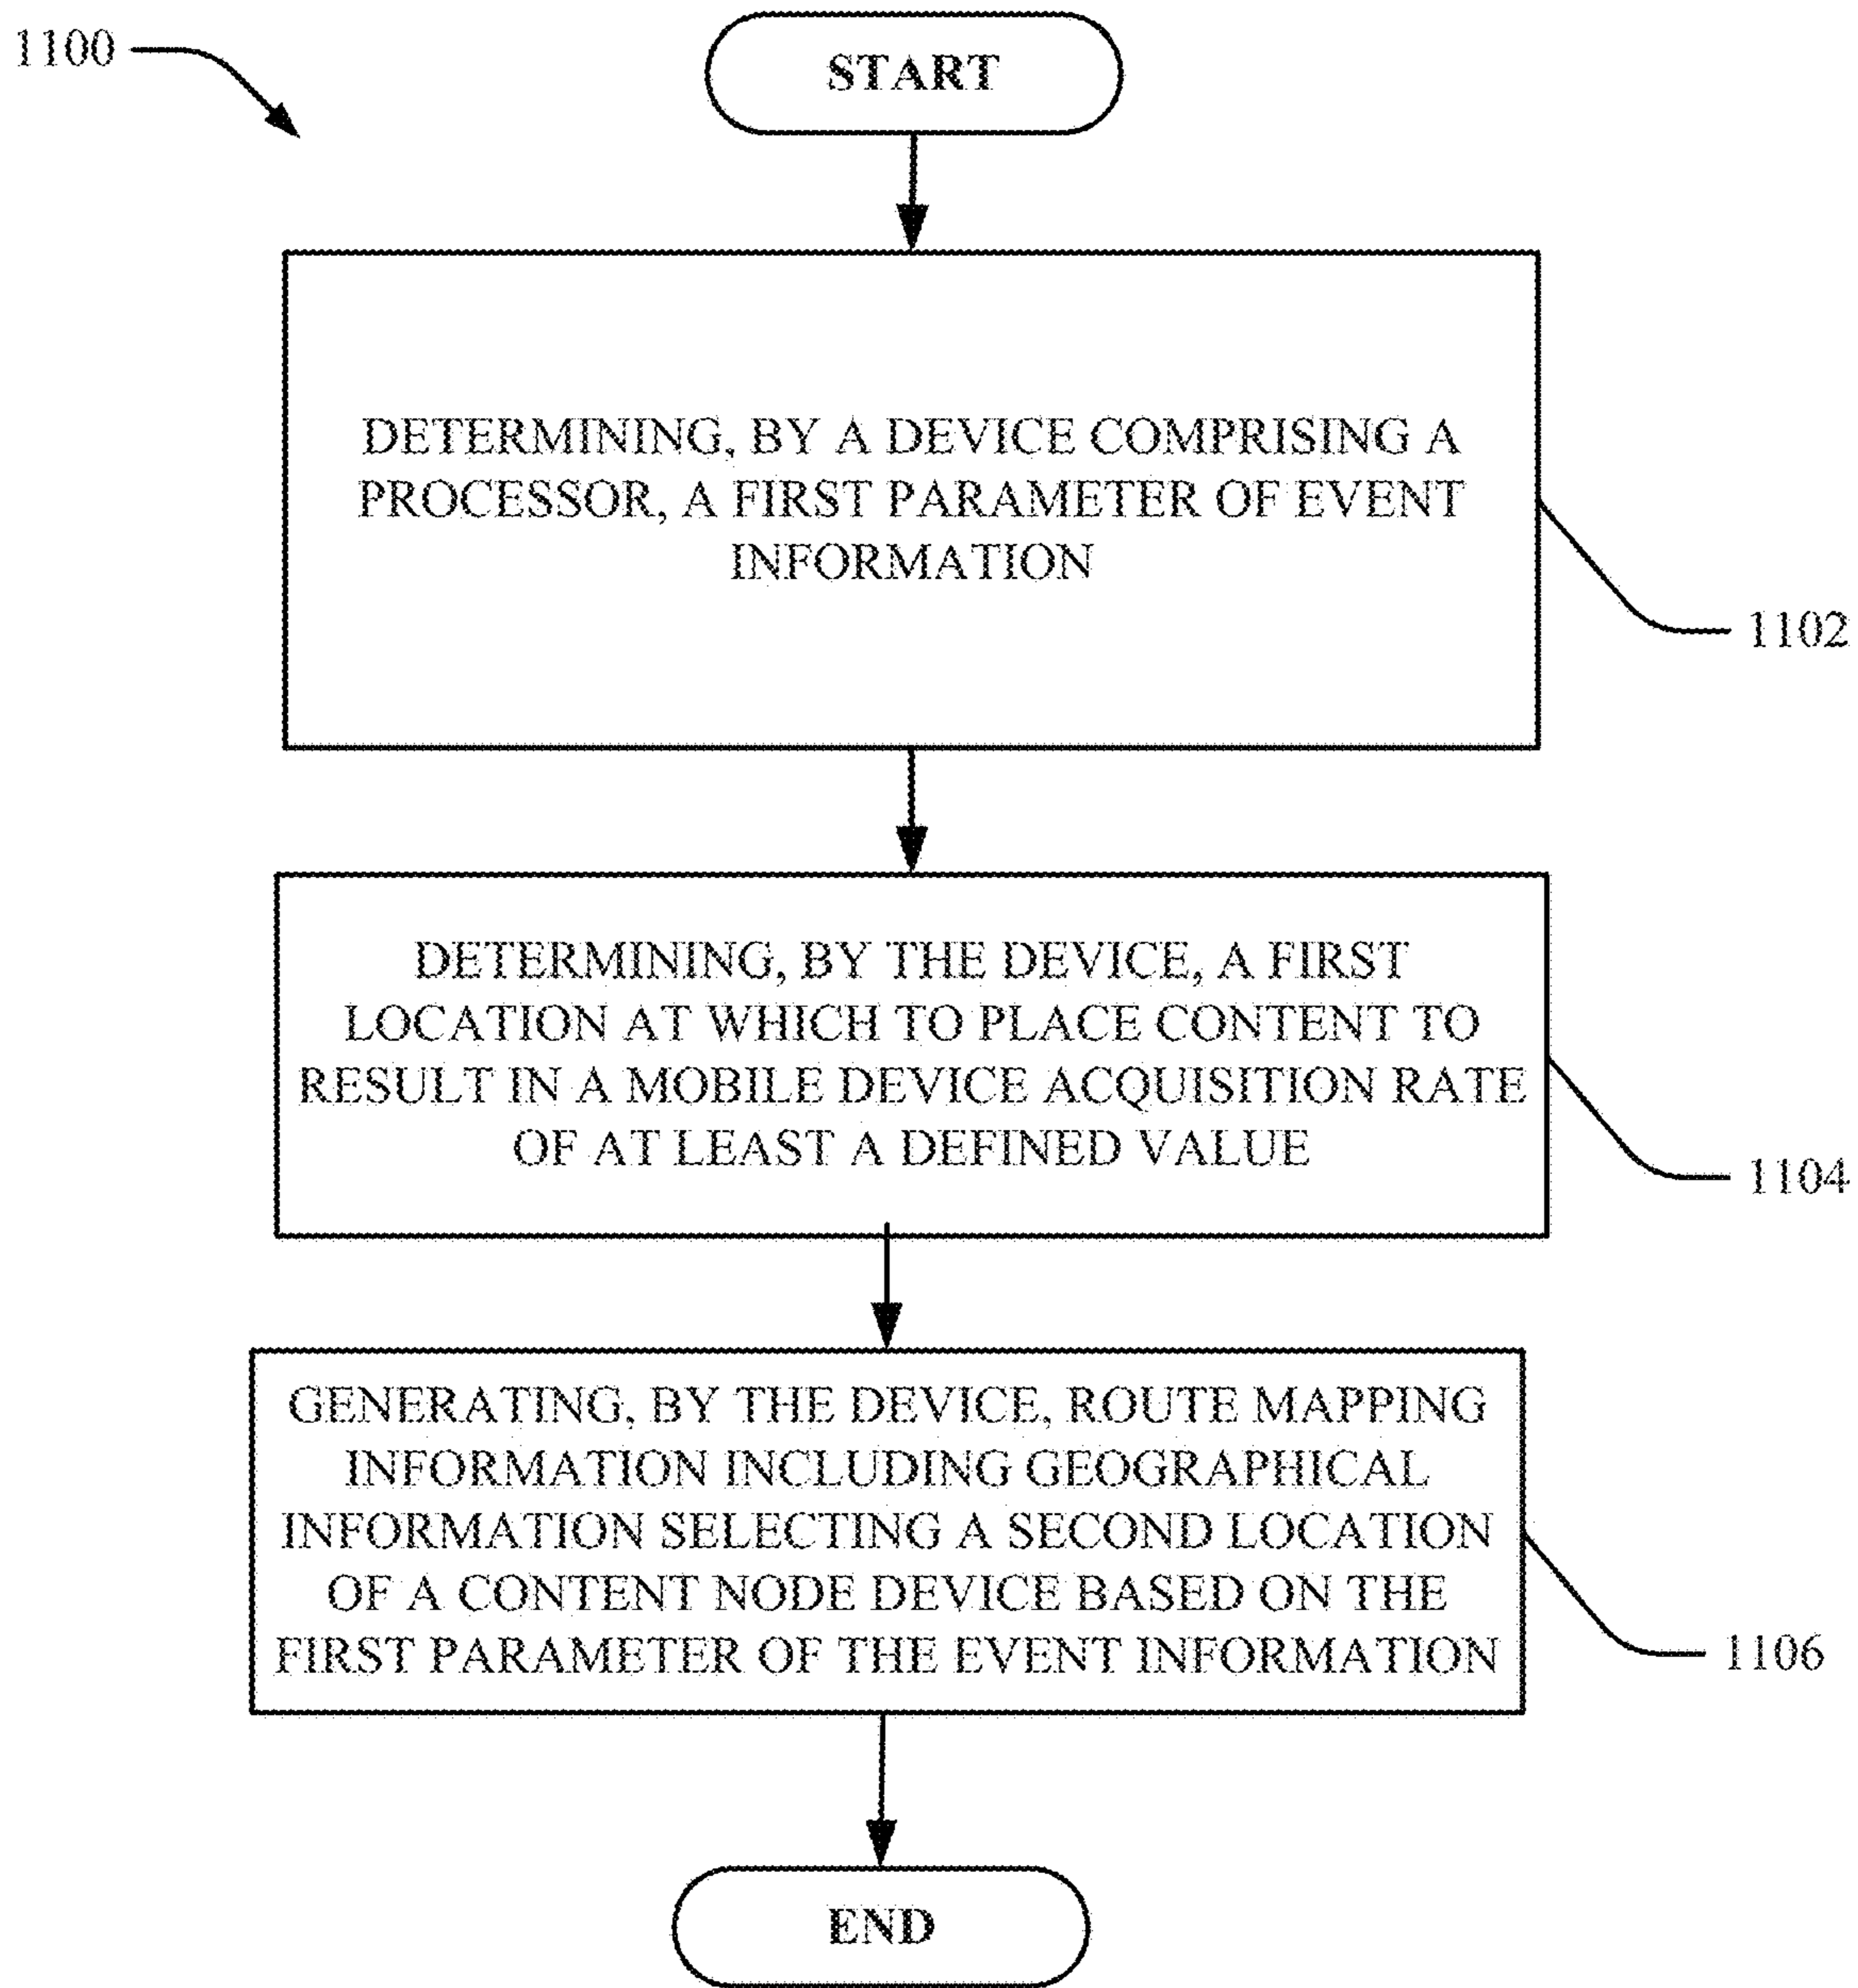 1100
START
DETERMINING, BY A DEVICE COMPRISING A
PROCESSOR, A FIRST PARAMETER OF EVENT
INFORMATION
1102
DETERMINING, BY THE DEVICE, A FIRST
LOCATION AT WHICH TO PLACE CONTENT TO
RESULT IN A MOBILE DEVICE ACQUISITION RATE
OF AT LEAST A DEFINED VALUE
1104
GENERATING, BY THE DEVICE, ROUTE MAPPING
INFORMATION INCLUDING GEOGRAPHICAL
INFORMATION SELECTING A SECOND LOCATION
OF A CONTENT NODE DEVICE BASED ON THE
FIRST PARAMETER OF THE EVENT INFORMATION
1106
END